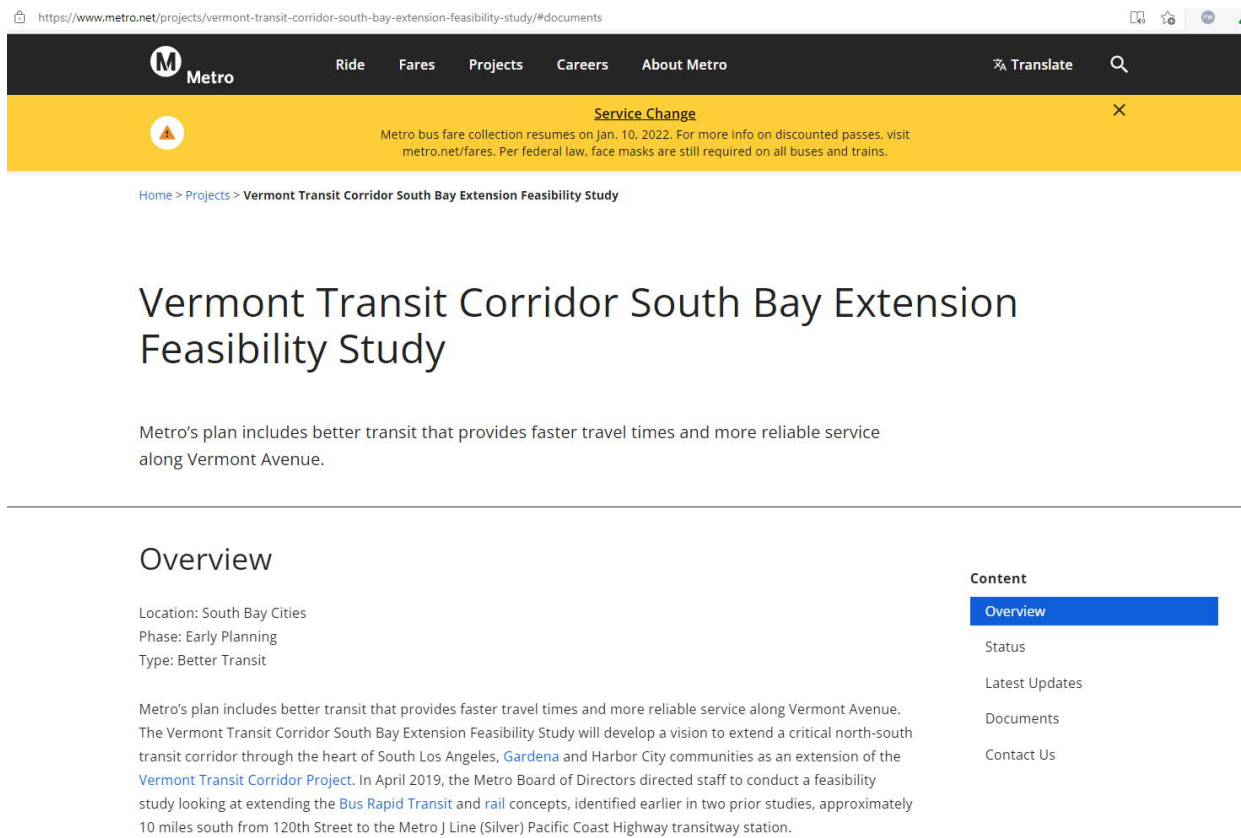 https://www.metro.net/projects/vermont-transit-corridor-south-bay-extension-feasibility-study/#documents
M Metro
Ride Fares Projects Careers About Metro Translate
Service Change
Metro bus fare collection resumes on Jan. 10, 2022. For more info on discounted passes, visit
metro.net/fares. Per federal law, face masks are still required on all buses and trains.
Home > Projects > Vermont Transit Corridor South Bay Extension Feasibility Study
Vermont Transit Corridor South Bay Extension
Feasibility Study
Metro’s plan includes better transit that provides faster travel times and more reliable service
along Vermont Avenue.
Overview
Location: South Bay Cities
Phase: Early Planning
Type: Better Transit
Metro’s plan includes better transit that provides faster travel times and more reliable service along Vermont Avenue.
The Vermont Transit Corridor South Bay Extension Feasibility Study will develop a vision to extend a critical north-south
transit corridor through the heart of South Los Angeles, Gardena and Harbor City communities as an extension of the
Vermont Transit Corridor Project. In April 2019, the Metro Board of Directors directed staff to conduct a feasibility
study looking at extending the Bus Rapid Transit and rail concepts, identified earlier in two prior studies, approximately
10 miles south from 120th Street to the Metro J Line (Silver) Pacific Coast Highway transitway station.
Content
Overview
Status
Latest Updates
Documents
Contact Us